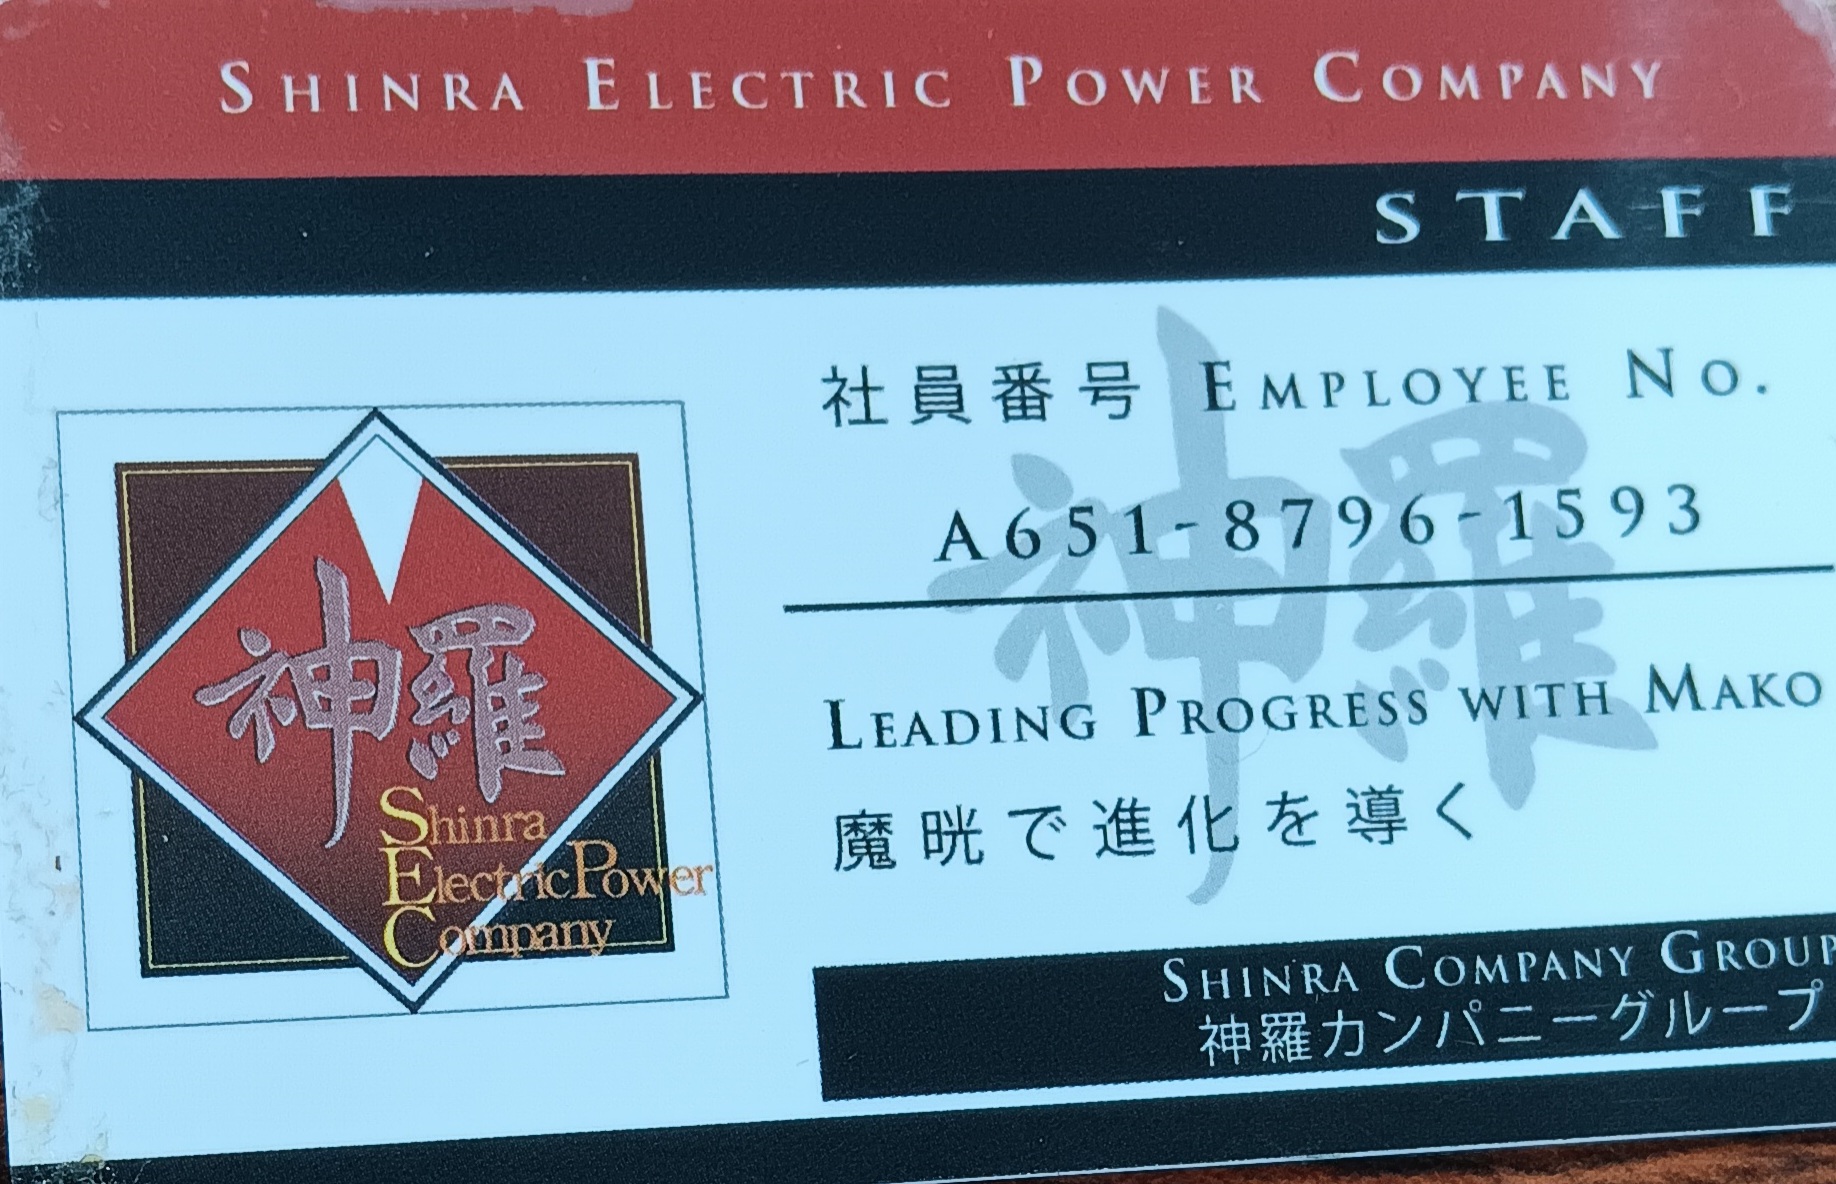 SHINRA ELECTRIC POWER COMPANY
STAFF
社員番号 EMPLOYEE NO.
A651-8796-1593
神羅
LEADING PROGRESS WITH MAKO
魔晄で進化を導く
神羅
Shinra
Electric Power
Company
SHINRA COMPANY GROUP
神羅カンパニーグループ